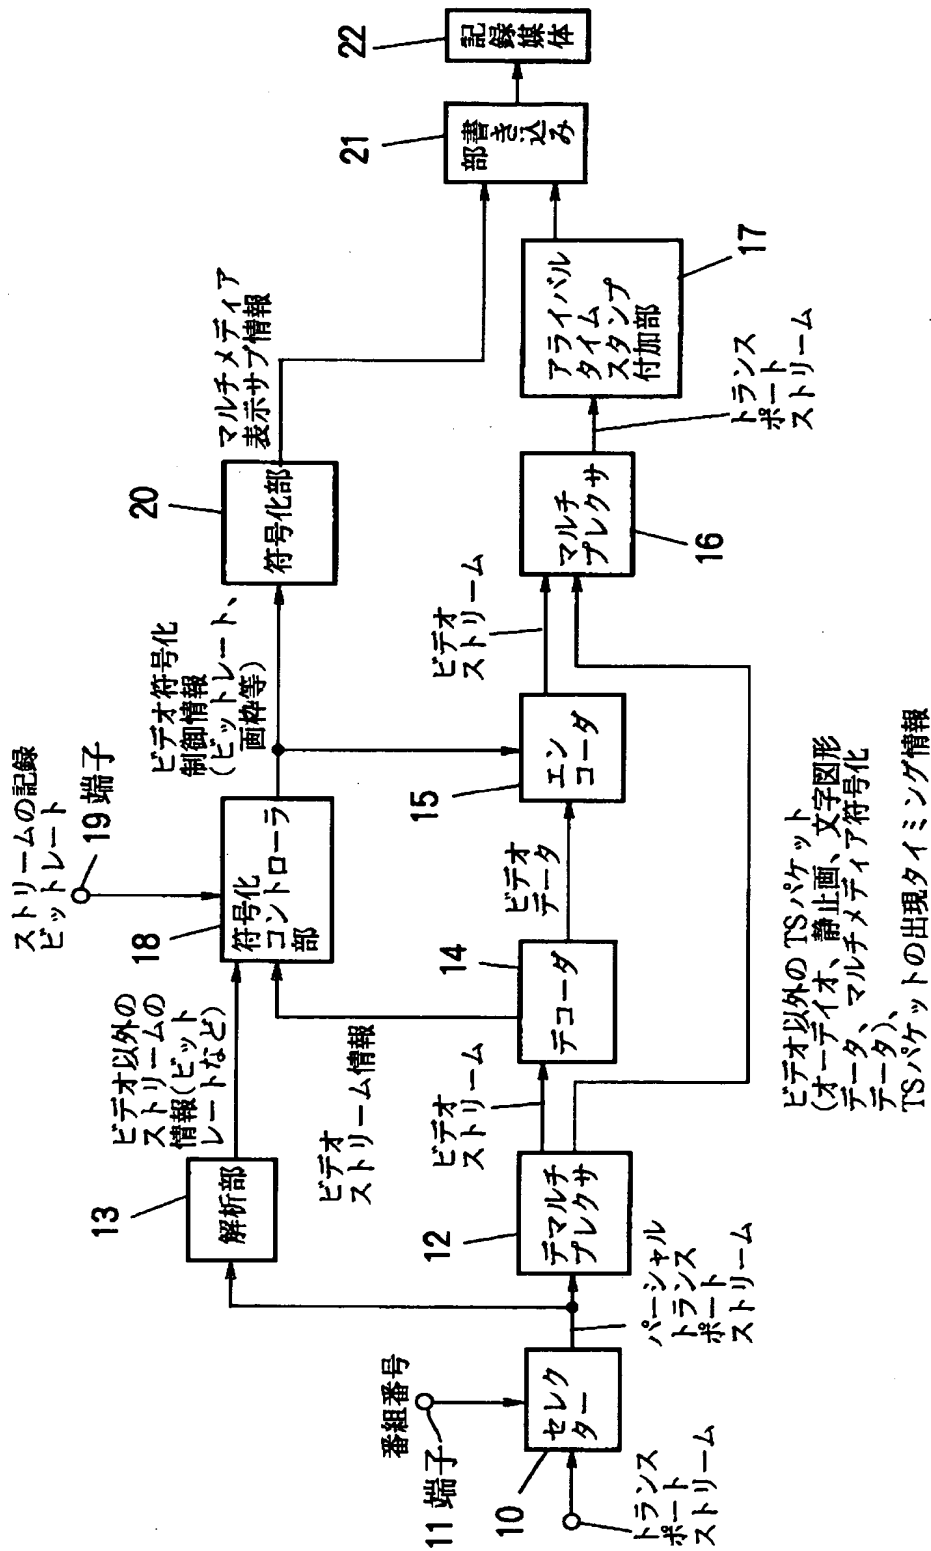 トランス
ポート
ストリーム
10
セレク
ター
11 端子
番組番号
パーシャル
トランス
ポート
ストリーム
12
デマルチ
プレクサ
13
解析部
ビデオ以外の
ストリームの
情報(ビット
レートなど)
ビデオ
ストリーム情報
ビデオ
ストリーム
14
デコーダ
ビデオ
データ
15
エン
コーダ
18
符号化
コントローラ
部
ストリームの記録
ビットレート
19 端子
ビデオ符号化
制御情報
(ビットレート、
画枠等)
20
符号化部
マルチメディア
表示サブ情報
ビデオ
ストリーム
16
マルチ
プレクサ
トランス
ポート
ストリーム
17
アライバル
タイム
スタンプ
付加部
21
書き込み
部
22
記録
媒体
ビデオ以外のTSパケット
(オーディオ、静止画、文字図形
データ、マルチメディア符号化
データ)、
TSパケットの出現タイミング情報